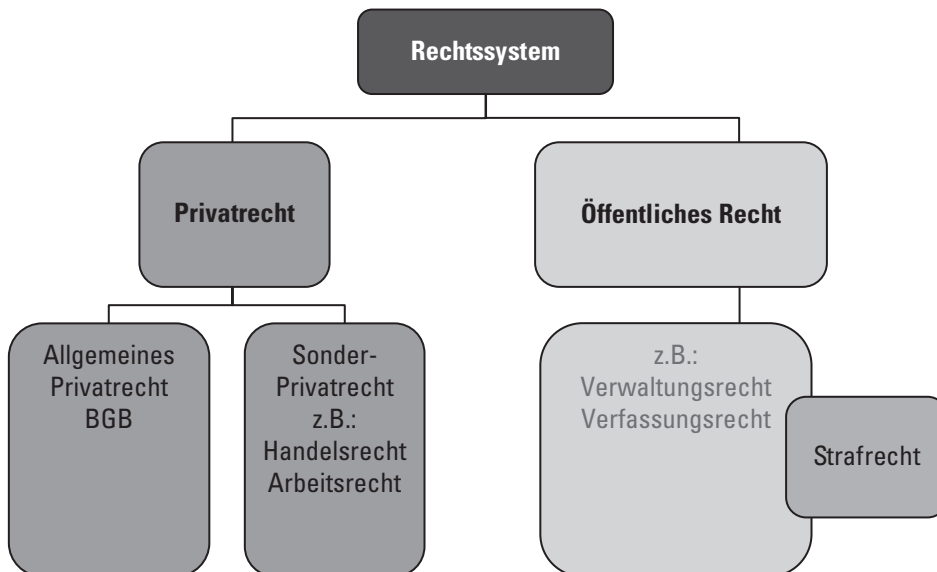 Rechtssystem
Privatrecht
Öffentliches Recht
Allgemeines
Privatrecht
BGB
Sonder-
Privatrecht
z.B.:
Handelsrecht
Arbeitsrecht
z.B.:
Verwaltungsrecht
Verfassungsrecht
Strafrecht